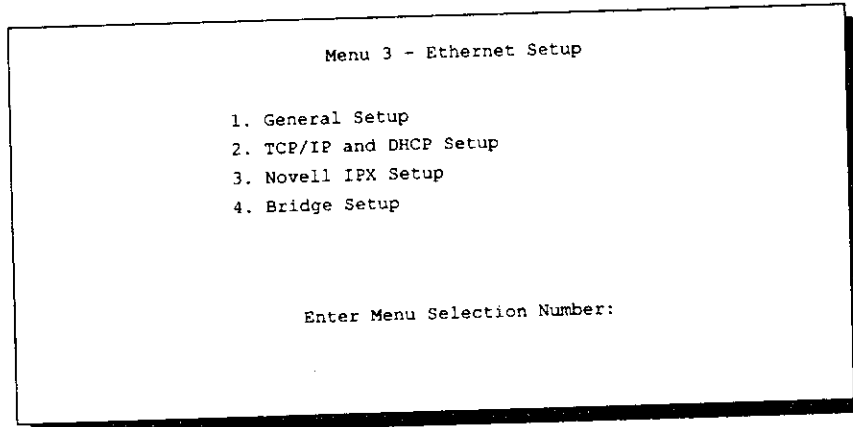 Menu 3 - Ethernet Setup
1. General Setup
2. TCP/IP and DHCP Setup
3. Novell IPX Setup
4. Bridge Setup
Enter Menu Selection Number: